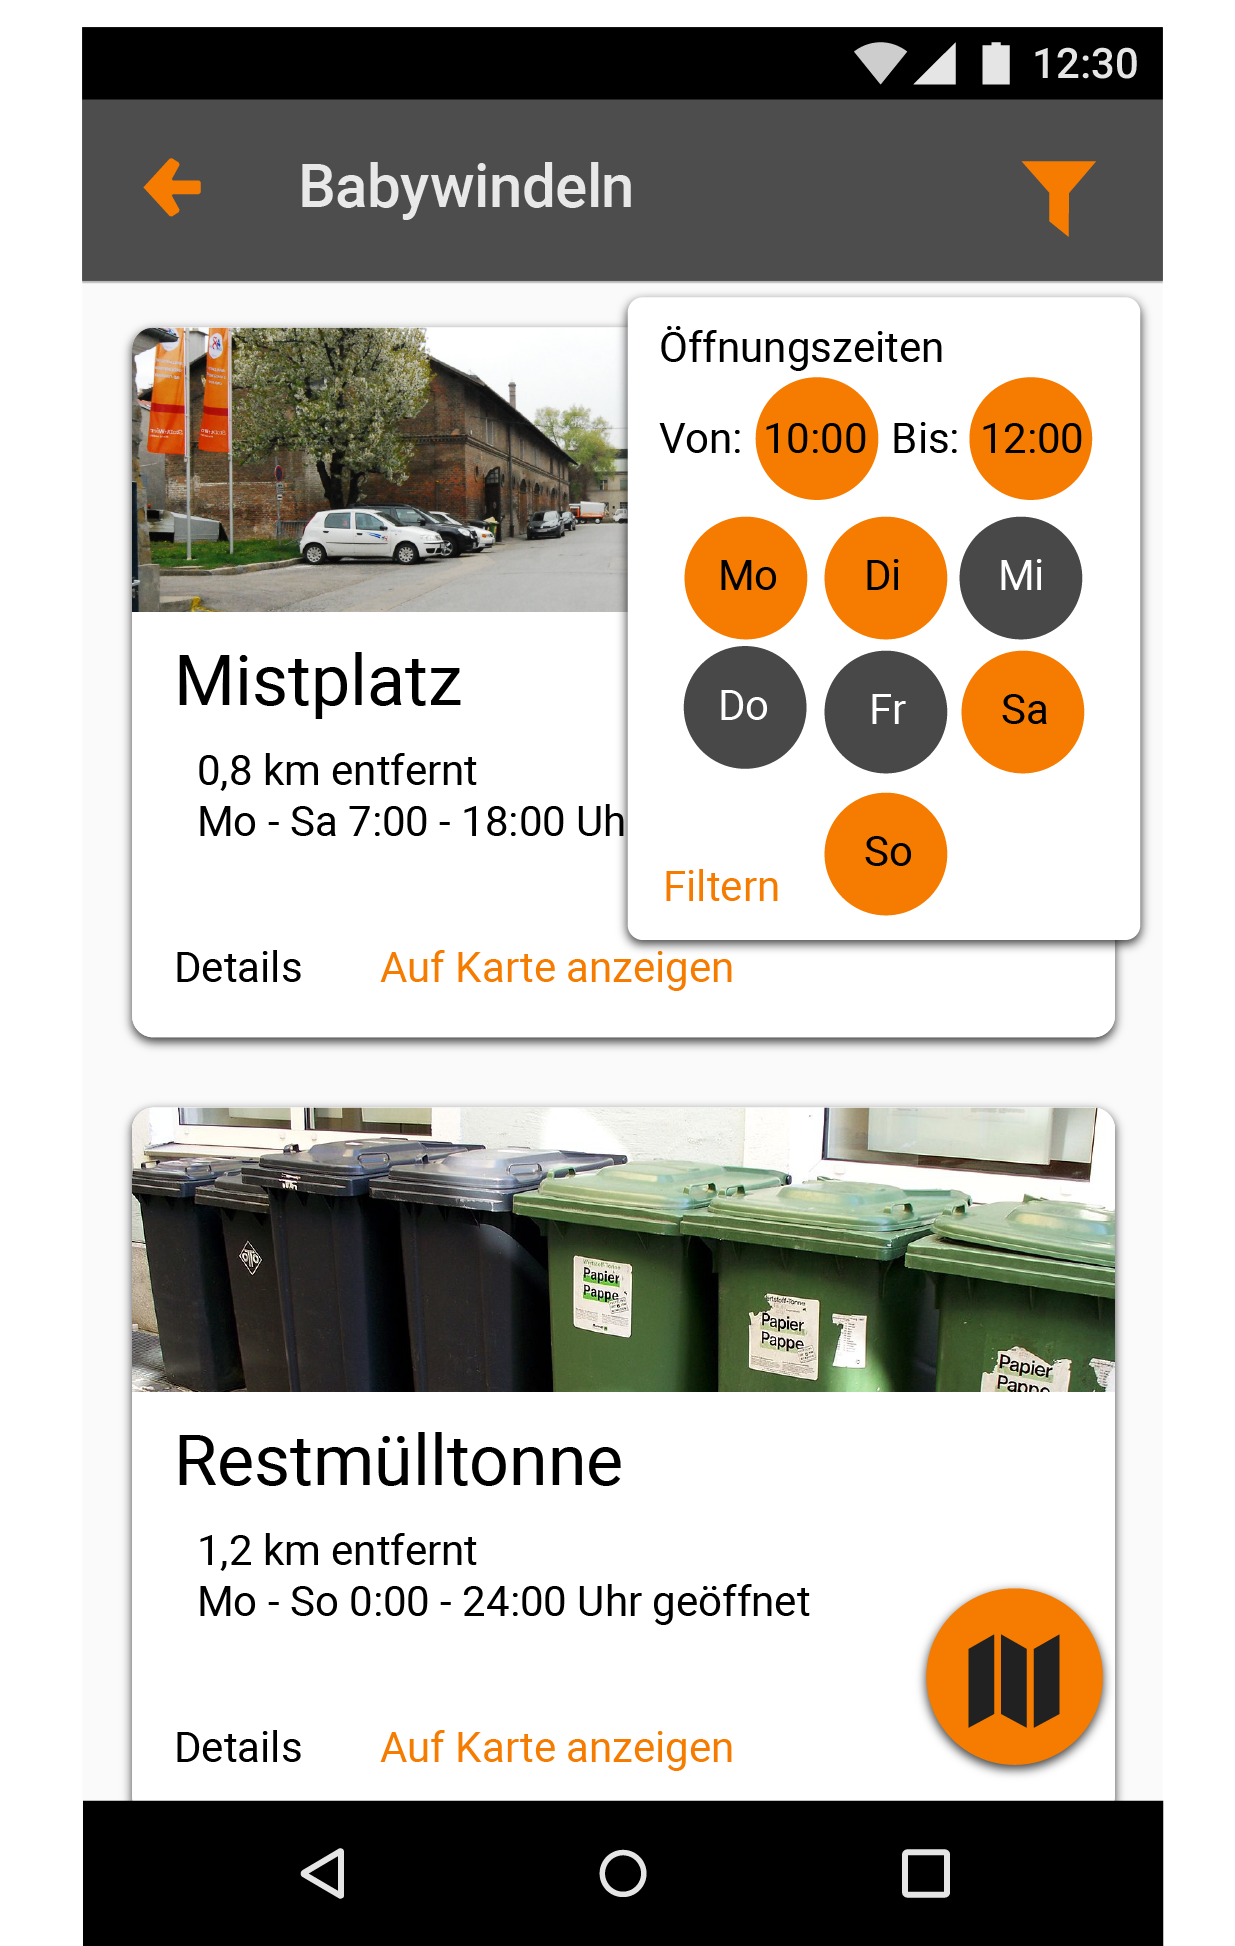 12:30
Babywindeln
Öffnungszeiten
Von: 10:00 Bis: 12:00
Mo Di Mi
Do Fr Sa
So
Filtern
Mistplatz
0,8 km entfernt
Mo - Sa 7:00 - 18:00 Uh
Details Auf Karte anzeigen
Papier
Pappe
Papier
Pappe
Papier
Pappe
Restmülltonne
1,2 km entfernt
Mo - So 0:00 - 24:00 Uhr geöffnet
Details Auf Karte anzeigen